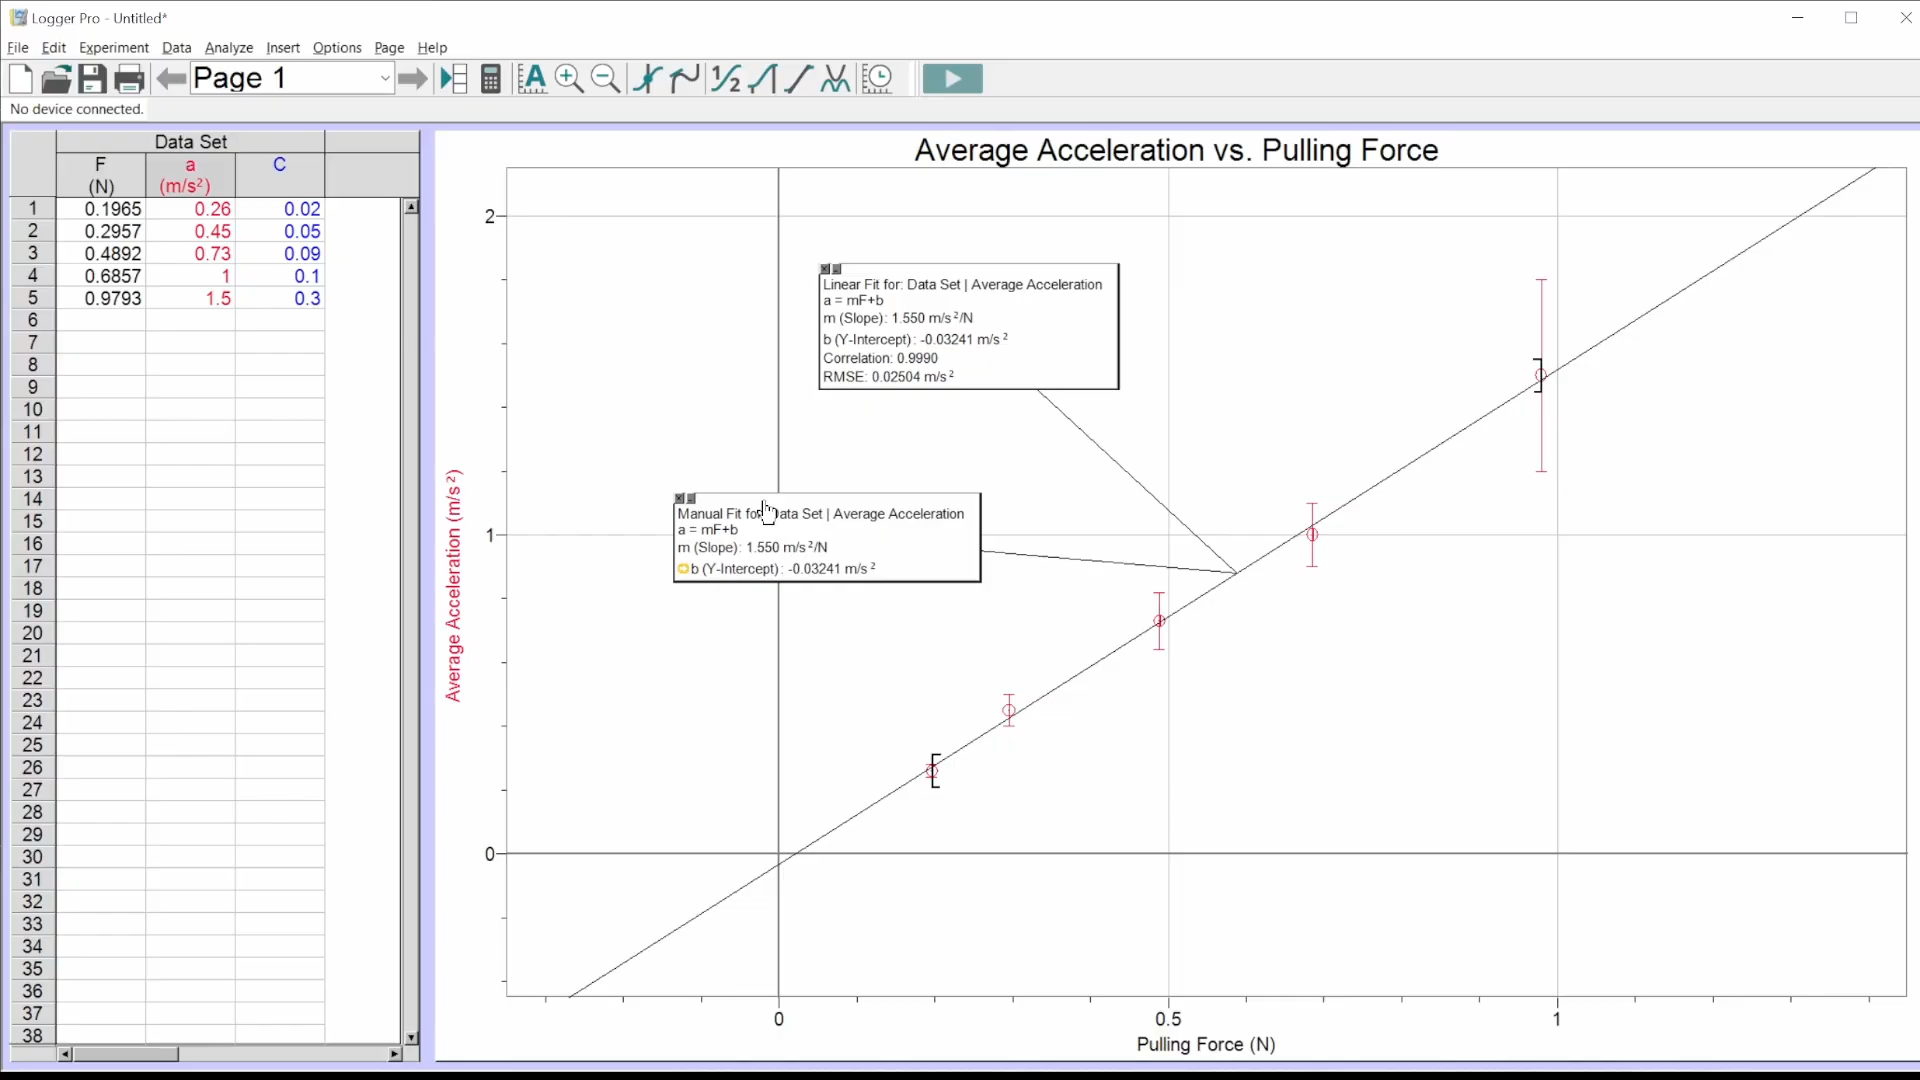 Logger Pro - Untitled*
File Edit Experiment Data Analyze Insert Options Page Help
Page 1
No device connected.
Data Set
F a C
(N) (m/s²)
1 0.1965 0.26 0.02
2 0.2957 0.45 0.05
3 0.4892 0.73 0.09
4 0.6857 1 0.1
5 0.9793 1.5 0.3
6
7
8
9
10
11
12
13
14
15
16
17
18
19
20
21
22
23
24
25
26
27
28
29
30
31
32
33
34
35
36
37
38
Average Acceleration vs. Pulling Force
Average Acceleration (m/s²)
2
1
0
Linear Fit for: Data Set | Average Acceleration
a = mF+b
m (Slope): 1.550 m/s²/N
b (Y-Intercept): -0.03241 m/s²
Correlation: 0.9990
RMSE: 0.02504 m/s²
Manual Fit for: Data Set | Average Acceleration
a = mF+b
m (Slope): 1.550 m/s²/N
b (Y-Intercept): -0.03241 m/s²
0 0.5 1
Pulling Force (N)